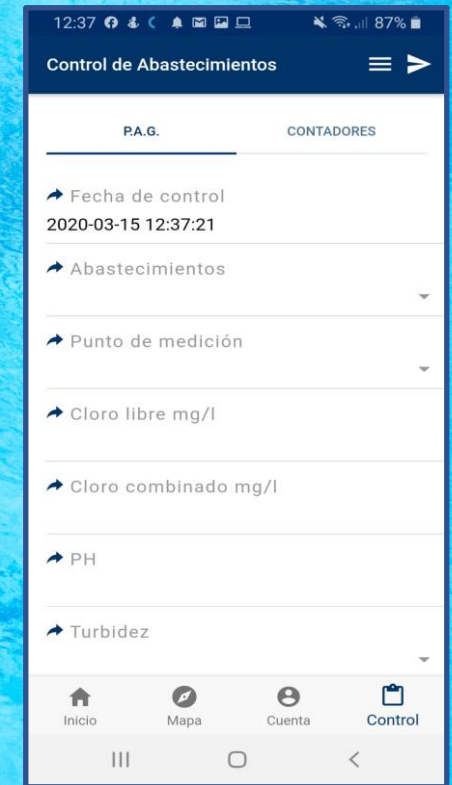 12:37 87%
Control de Abastecimientos
P.A.G. CONTADORES
Fecha de control
2020-03-15 12:37:21
Abastecimientos
Punto de medición
Cloro libre mg/l
Cloro combinado mg/l
PH
Turbidez
Inicio Mapa Cuenta Control